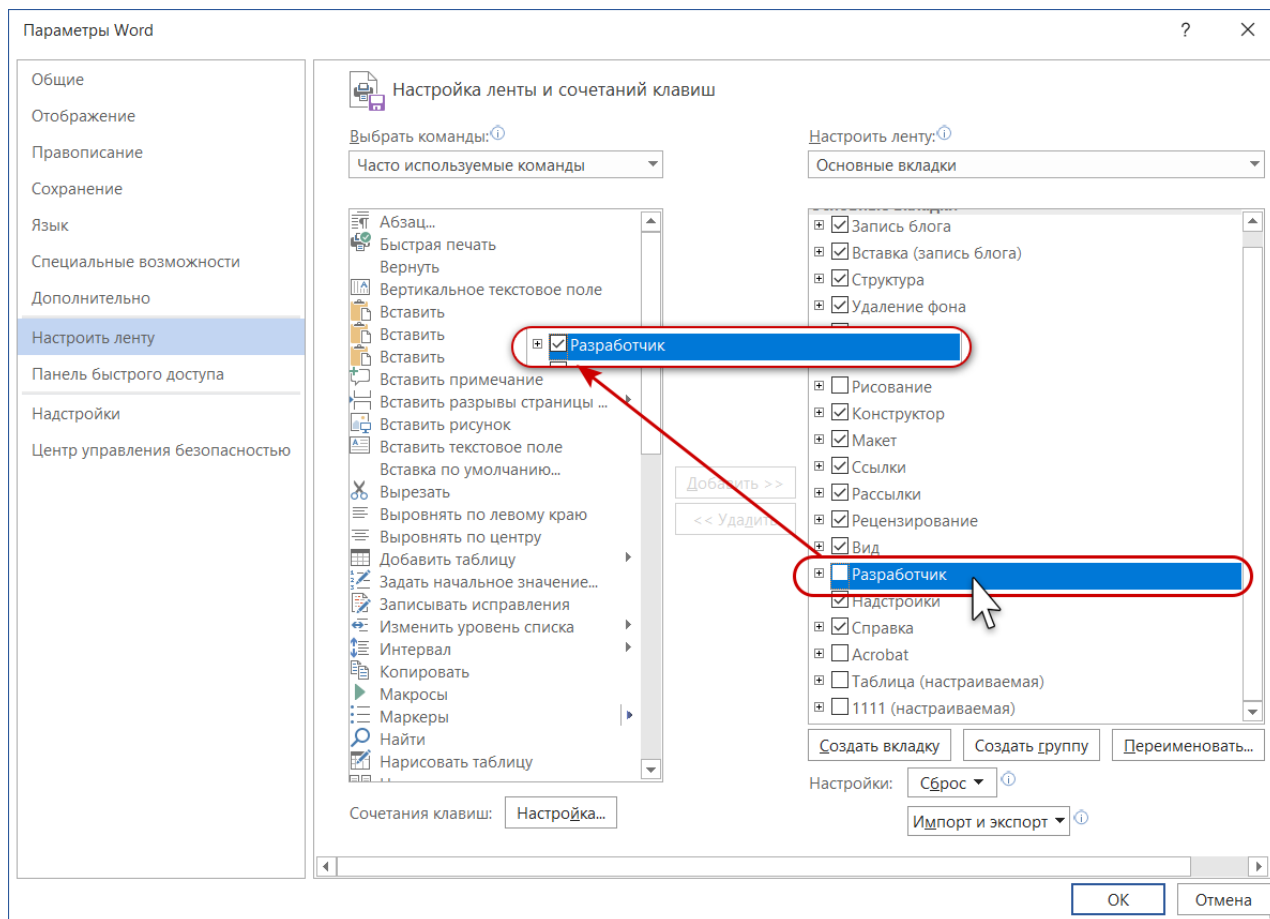 Параметры Word
?
Общие
Отображение
Правописание
Сохранение
Язык
Специальные возможности
Дополнительно
Настроить ленту
Панель быстрого доступа
Надстройки
Центр управления безопасностью
Настройка ленты и сочетаний клавиш
Выбрать команды:
Часто используемые команды
Абзац...
Быстрая печать
Вернуть
Вертикальное текстовое поле
Вставить
Вставить
Вставить
Вставить примечание
Вставить разрывы страницы ...
Вставить рисунок
Вставить текстовое поле
Вставка по умолчанию...
Вырезать
Выровнять по левому краю
Выровнять по центру
Добавить таблицу
Задать начальное значение...
Записывать исправления
Изменить уровень списка
Интервал
Копировать
Макросы
Маркеры
Найти
Нарисовать таблицу
Сочетания клавиш:
Настройка...
Разработчик
Добавить >>
<< Удалить
Настроить ленту:
Основные вкладки
Основные вкладки
Запись блога
Вставка (запись блога)
Структура
Удаление фона
Рисование
Конструктор
Макет
Ссылки
Рассылки
Рецензирование
Вид
Разработчик
Надстройки
Справка
Acrobat
Таблица (настраиваемая)
1111 (настраиваемая)
Создать вкладку
Создать группу
Переименовать...
Настройки:
Сброс
Импорт и экспорт
ОК
Отмена